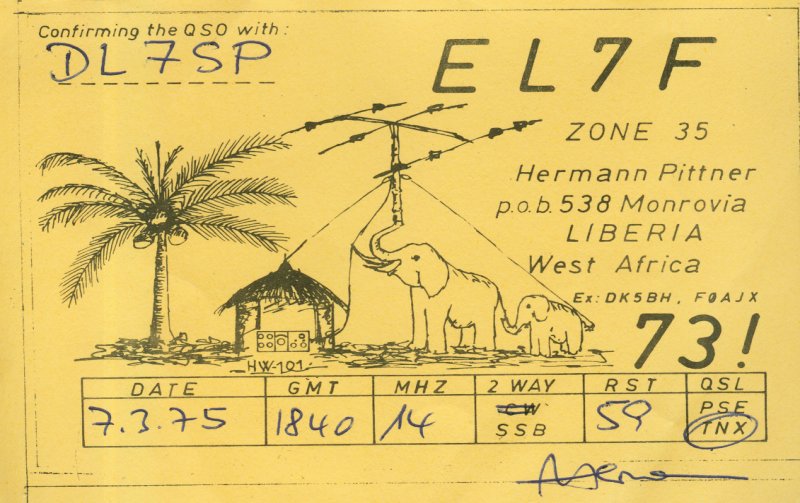 Confirming the QSO with:
DL7SP
EL7F
ZONE 35
Hermann Pittner
p.o.b. 538 Monrovia
LIBERIA
West Africa
Ex: DK5BH, FØAJX
73!
HW-101
DATE GMT MHZ 2 WAY RST QSL
7.3.75 1840 14 CW SSB 59 PSE TNX